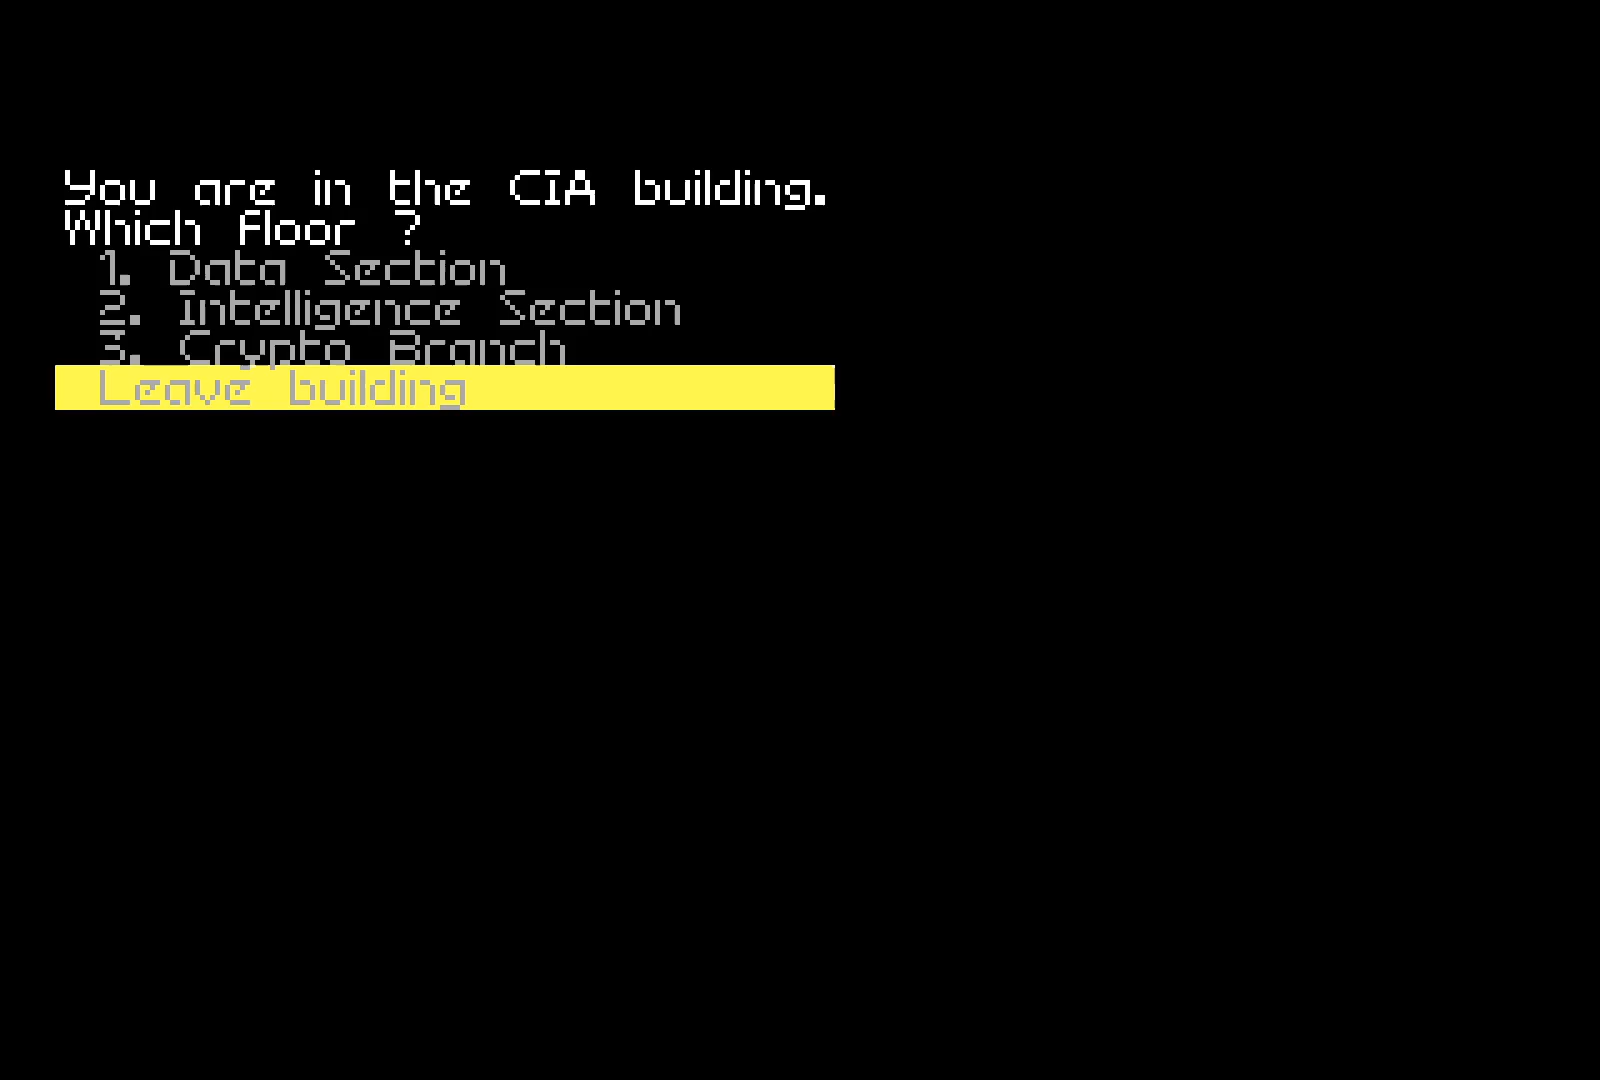 You are in the CIA building.
Which floor ?
1. Data Section
2. Intelligence Section
3. Crypto Branch
Leave building